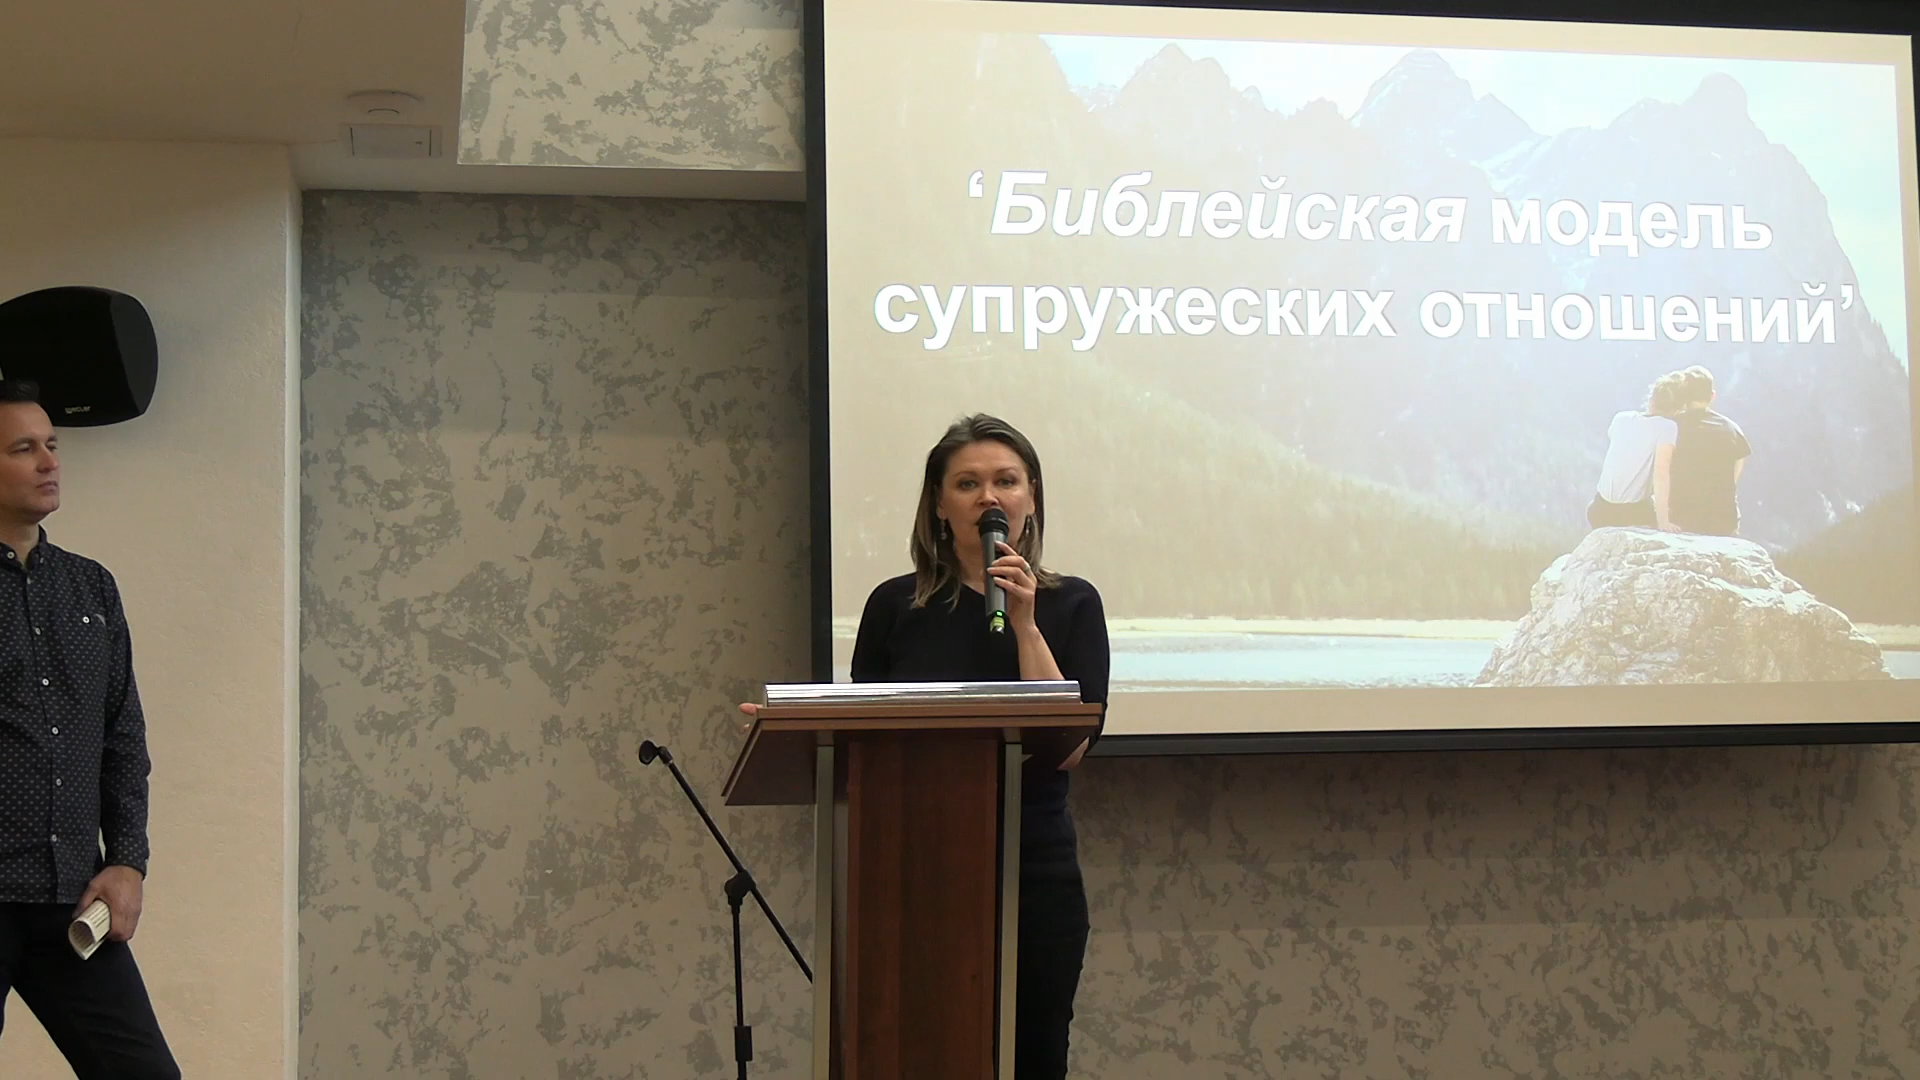 ‘Библейская модель
супружеских отношений’